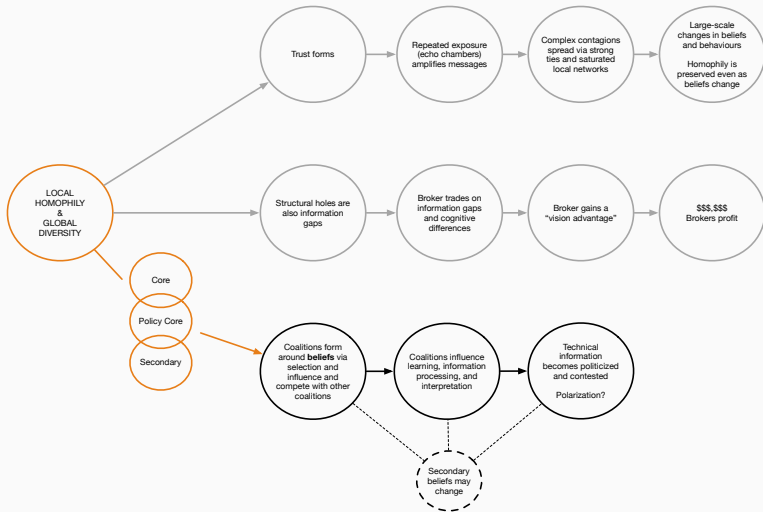 Trust forms
Repeated exposure
(echo chambers)
amplifies messages
Complex contagions
spread via strong
ties and saturated
local networks
Large-scale
changes in beliefs
and behaviours
Homophily is
preserved even as
beliefs change
LOCAL
HOMOPHILY
&
GLOBAL
DIVERSITY
Structural holes are
also information
gaps
Broker trades on
information gaps
and cognitive
differences
Broker gains a
“vision advantage”
$$$,$$$
Brokers profit
Core
Policy Core
Secondary
Coalitions form
around beliefs via
selection and
influence and
compete with other
coalitions
Coalitions influence
learning, information
processing, and
interpretation
Technical
information
becomes politicized
and contested
Polarization?
Secondary
beliefs may
change